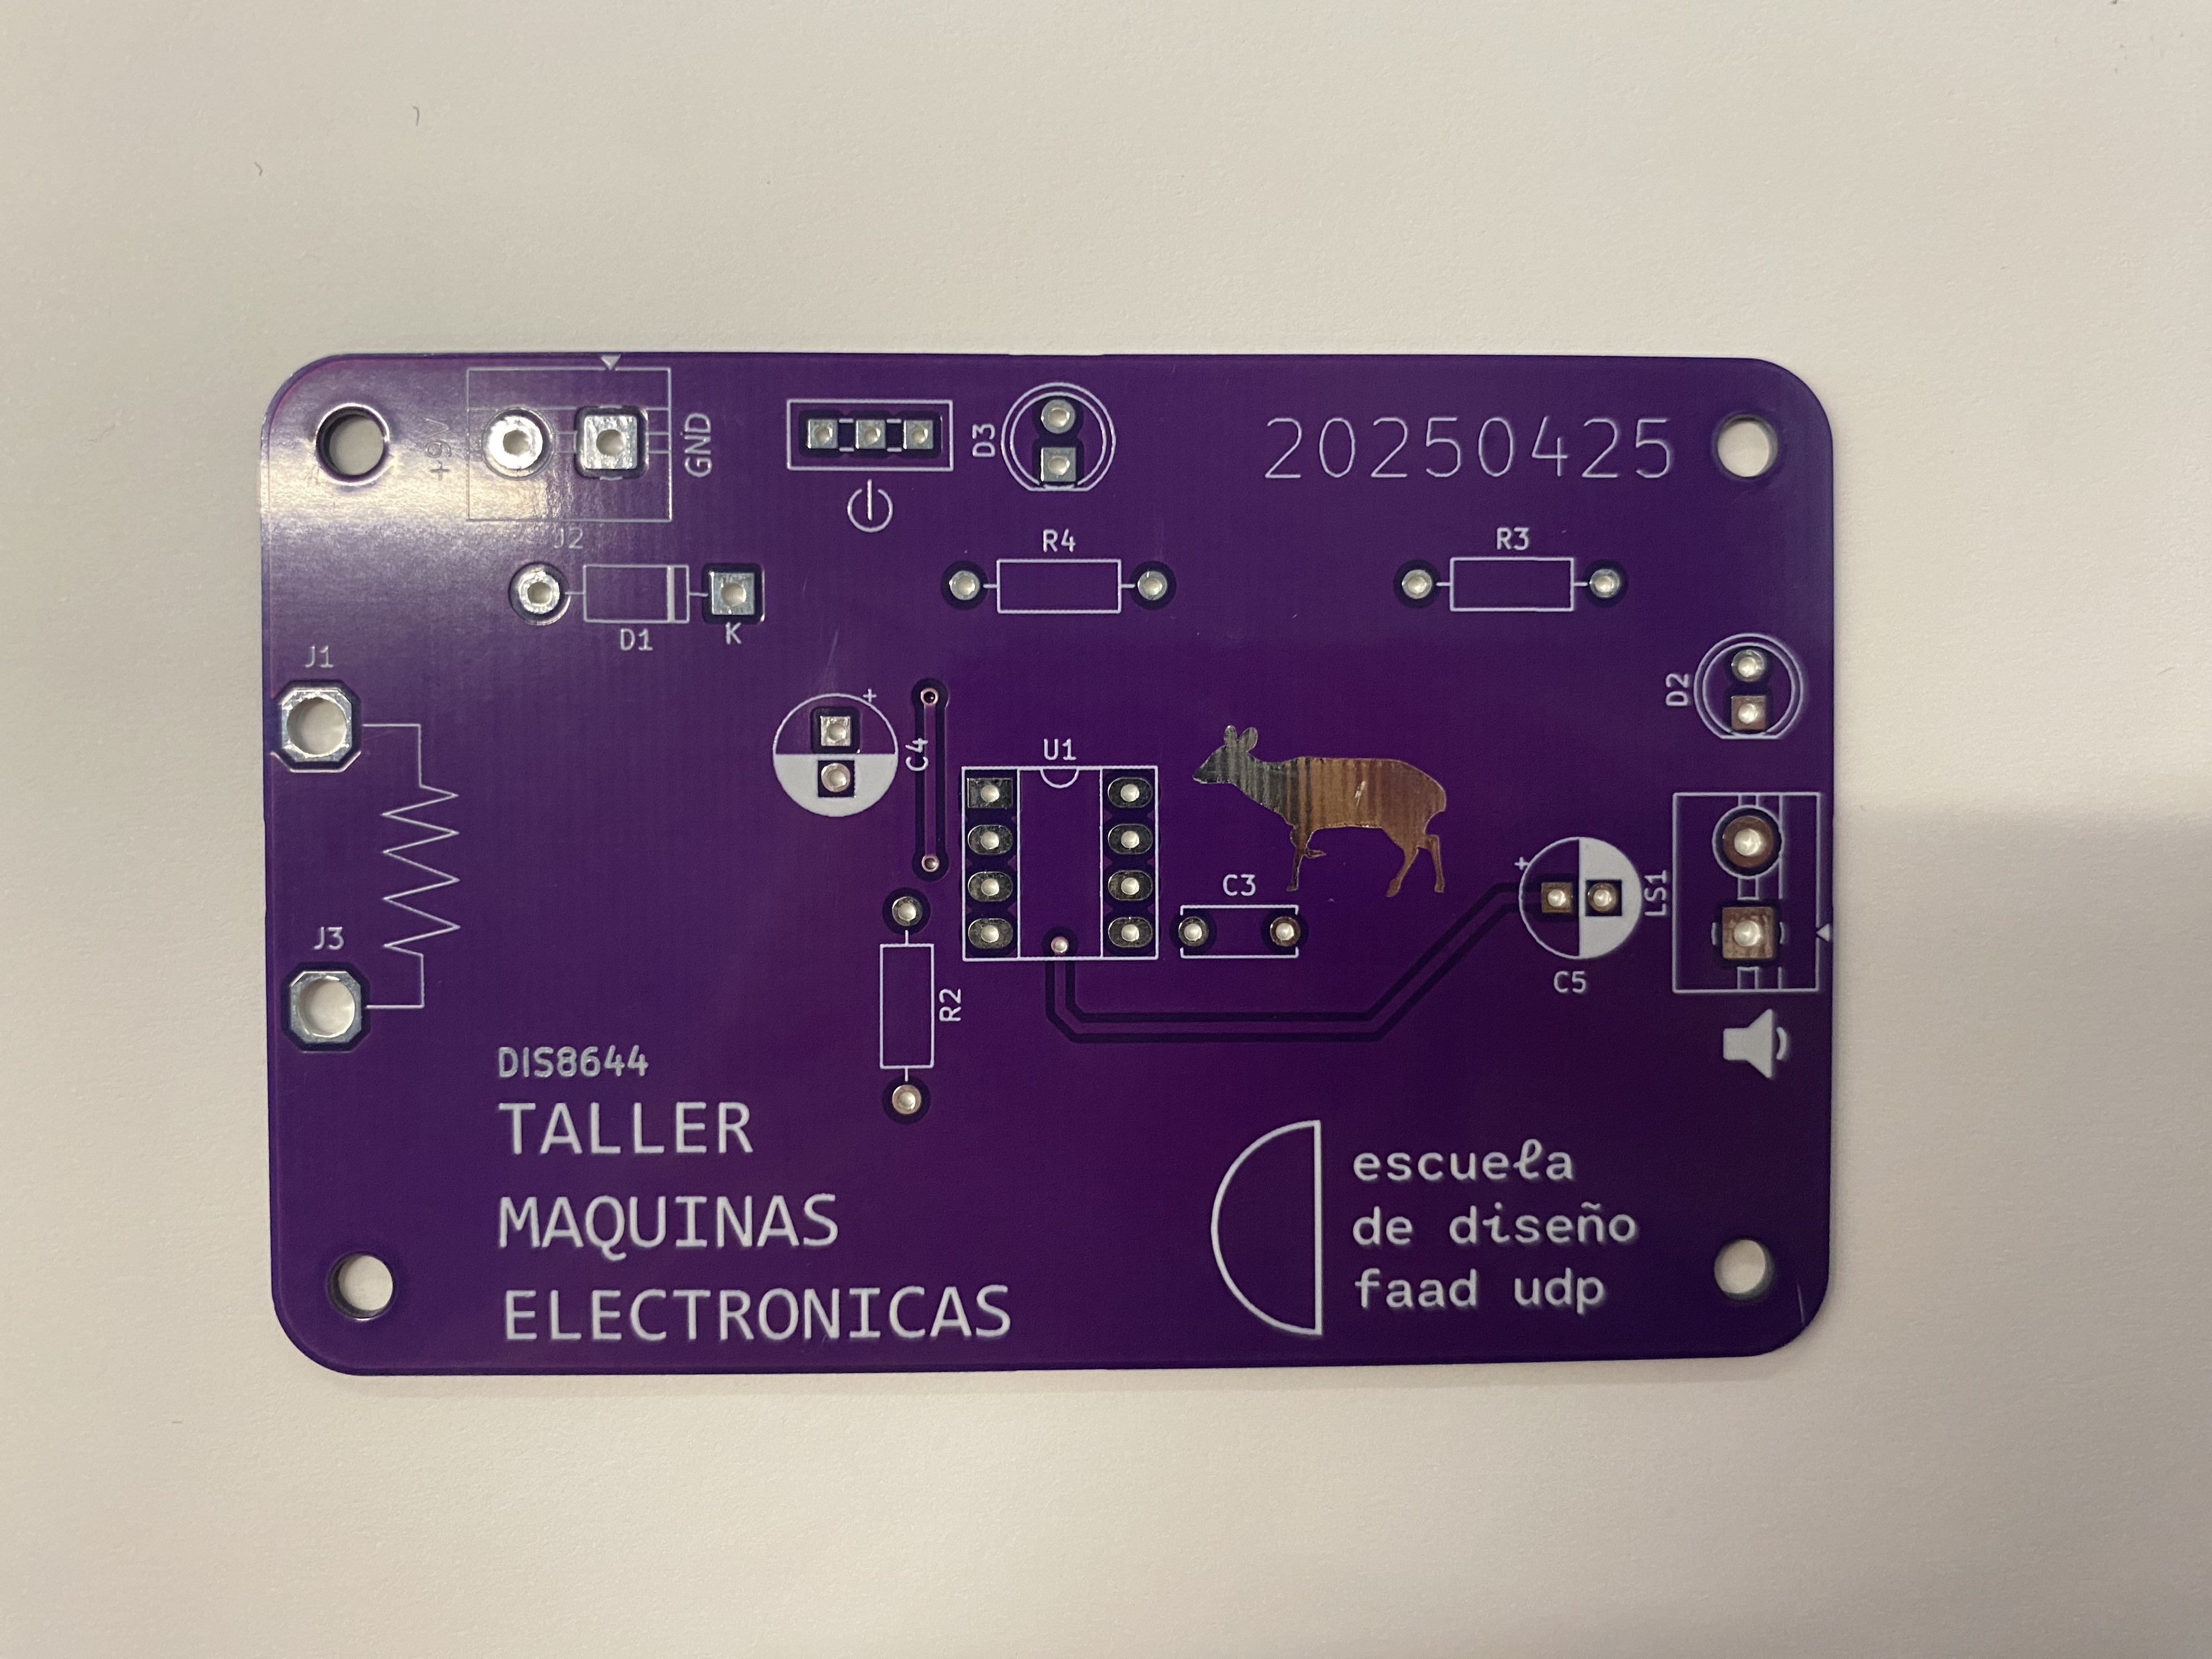 +9V
GND
J2
D3
20250425
R4
R3
D1
K
J1
D2
+
C4
U1
C3
+
LS1
C5
J3
R2
DIS8644
TALLER
MAQUINAS
ELECTRONICAS
escuela
de diseño
faad udp